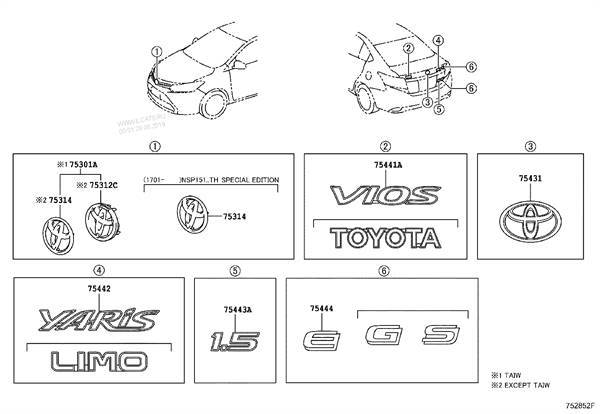 ① ② ④ ⑥ ③ ⑤ ⑥
WWW.ELCATS.RU
① ② ③
※1 75301A
※2 75314 ※2 75312C
(1701- )NSP151..TH SPECIAL EDITION
75314
75441A
VIOS
TOYOTA
75431
④ ⑤ ⑥
75442
YARiS
LIMO
75443A
1.5
75444
E G S
※1 TAIW
※2 EXCEPT TAIW
752852F